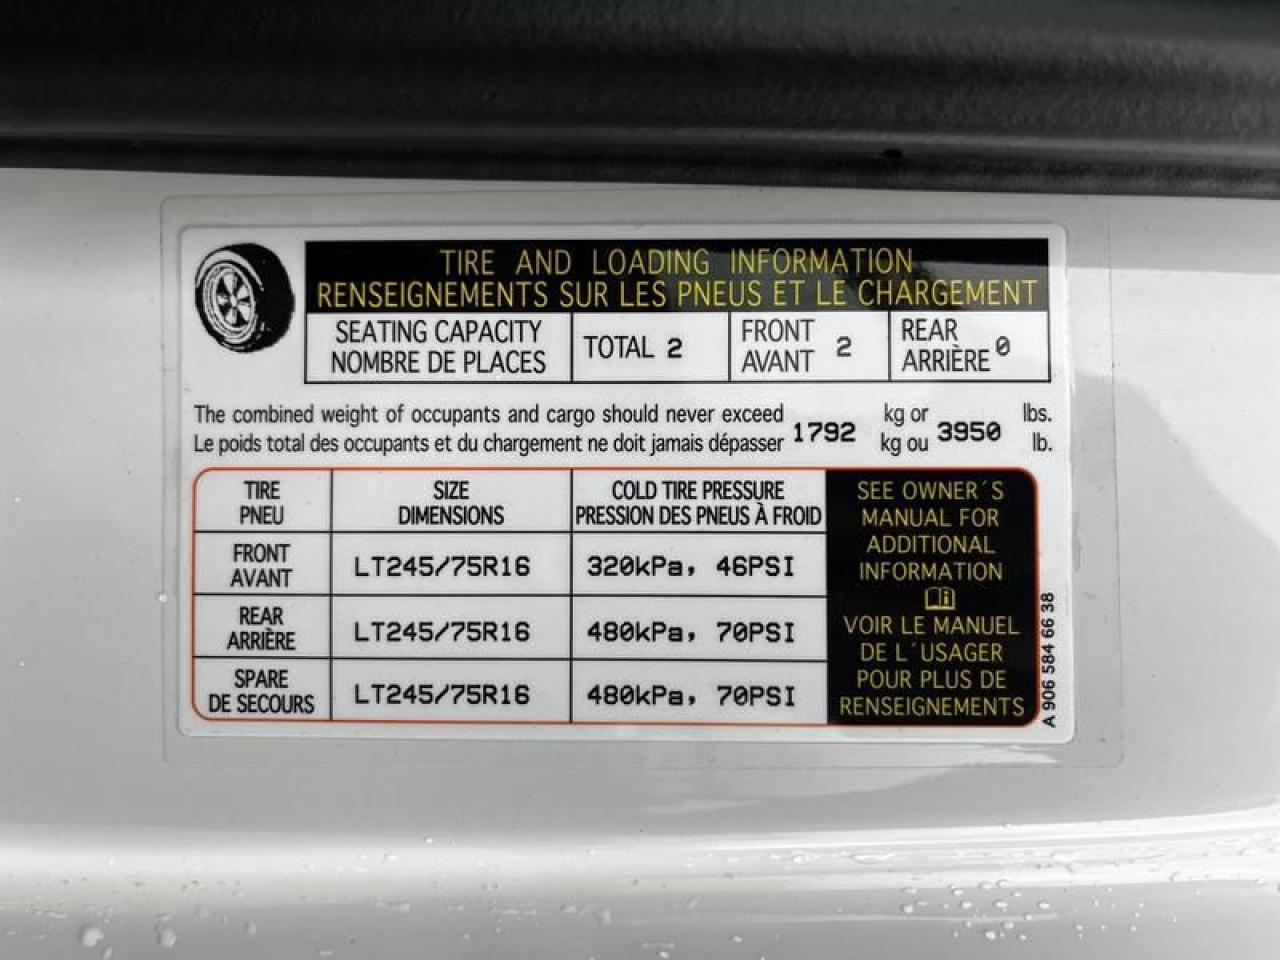 TIRE AND LOADING INFORMATION
RENSEIGNEMENTS SUR LES PNEUS ET LE CHARGEMENT
SEATING CAPACITY
NOMBRE DE PLACES
TOTAL 2
FRONT
AVANT 2
REAR
ARRIÈRE 0
The combined weight of occupants and cargo should never exceed
Le poids total des occupants et du chargement ne doit jamais dépasser
1792
kg or
kg ou
3950
lbs.
lb.
TIRE
PNEU
SIZE
DIMENSIONS
COLD TIRE PRESSURE
PRESSION DES PNEUS À FROID
FRONT
AVANT
LT245/75R16
320kPa, 46PSI
REAR
ARRIÈRE
LT245/75R16
480kPa, 70PSI
SPARE
DE SECOURS
LT245/75R16
480kPa, 70PSI
SEE OWNER´S
MANUAL FOR
ADDITIONAL
INFORMATION
VOIR LE MANUEL
DE L´USAGER
POUR PLUS DE
RENSEIGNEMENTS
A 906 584 66 38